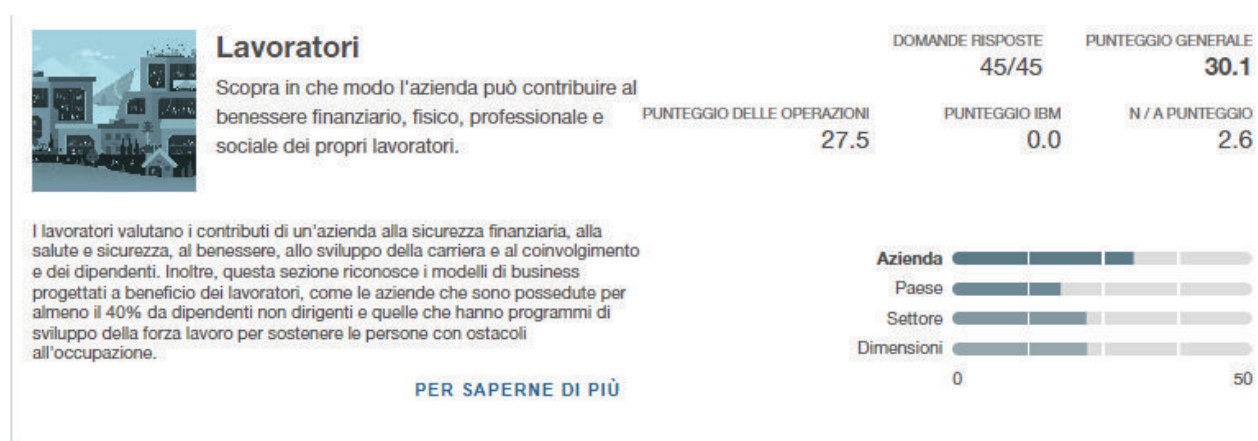 Lavoratori
Scopra in che modo l'azienda può contribuire al
benessere finanziario, fisico, professionale e
sociale dei propri lavoratori.
DOMANDE RISPOSTE
45/45
PUNTEGGIO GENERALE
30.1
PUNTEGGIO DELLE OPERAZIONI
27.5
PUNTEGGIO IBM
0.0
N / A PUNTEGGIO
2.6
I lavoratori valutano i contributi di un'azienda alla sicurezza finanziaria, alla
salute e sicurezza, al benessere, allo sviluppo della carriera e al coinvolgimento
e dei dipendenti. Inoltre, questa sezione riconosce i modelli di business
progettati a beneficio dei lavoratori, come le aziende che sono possedute per
almeno il 40% da dipendenti non dirigenti e quelle che hanno programmi di
sviluppo della forza lavoro per sostenere le persone con ostacoli
all'occupazione.
PER SAPERNE DI PIÙ
Azienda
Paese
Settore
Dimensioni
0 50